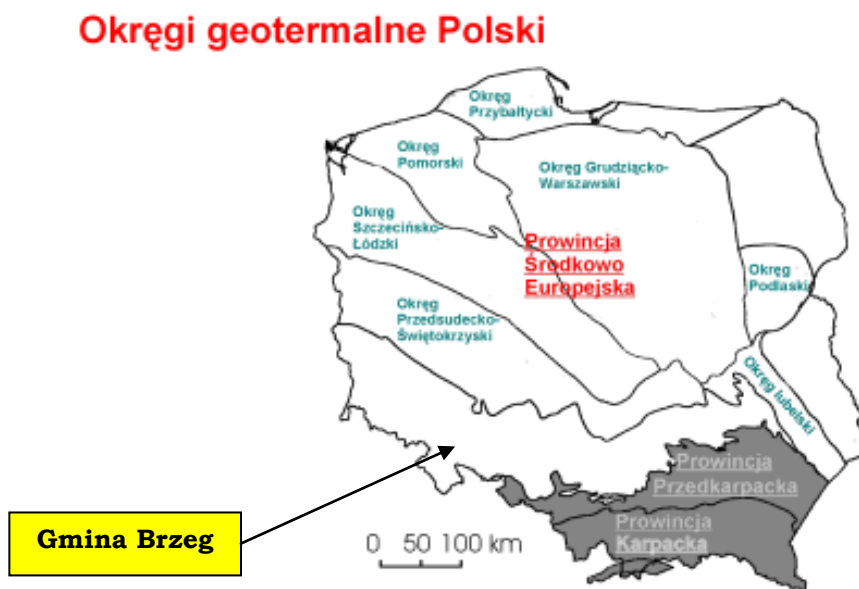 Okręgi geotermalne Polski
Okręg
Przybałtycki
Okręg
Pomorski
Okręg Grudziącko-
Warszawski
Okręg
Szczecińsko-
Łódzki
Prowincja
Środkowo
Europejska
Okręg
Podlaski
Okręg
Przedsudecko-
Świętokrzyski
Okręg lubelski
Prowincja
Przedkarpacka
Prowincja
Karpacka
Gmina Brzeg
0 50 100 km